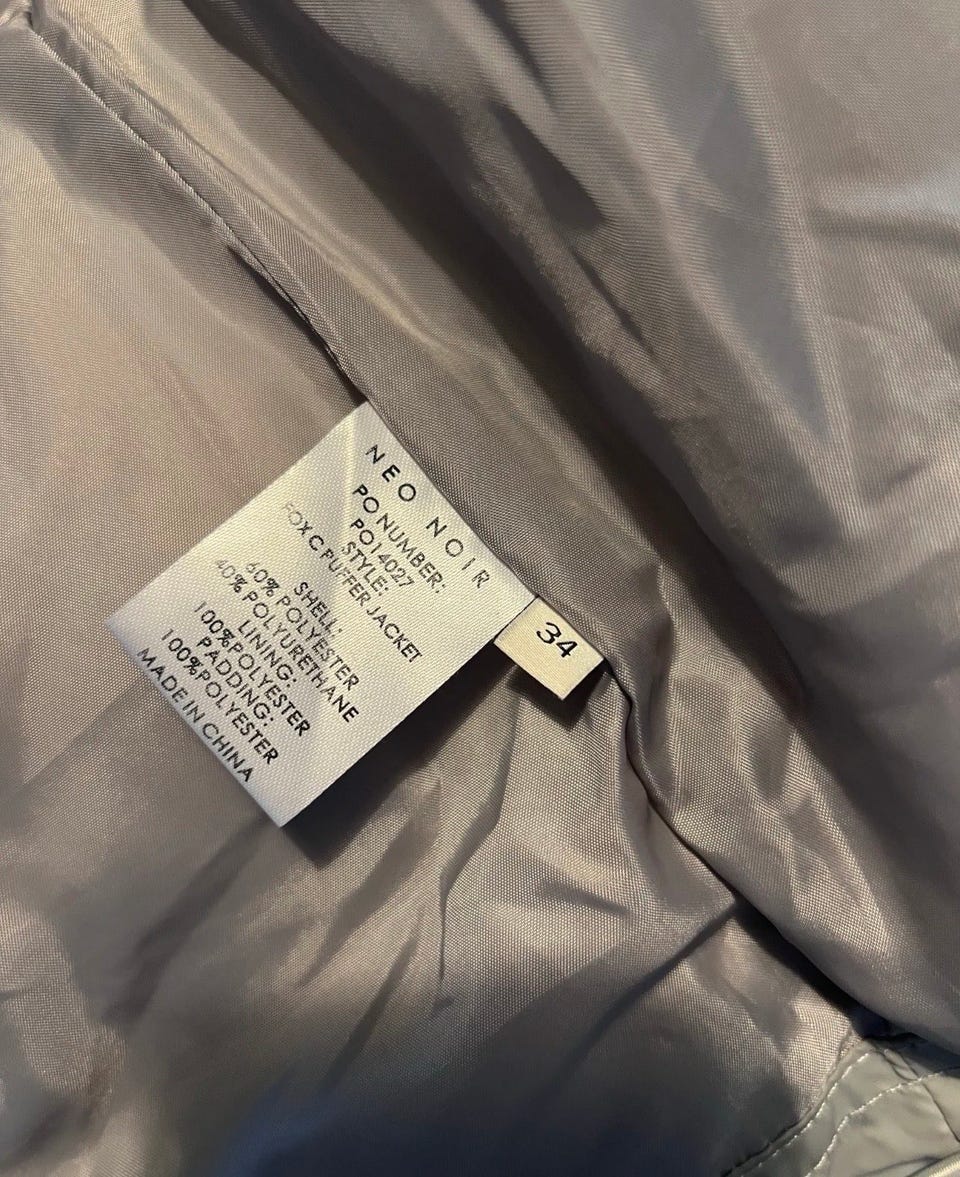 NEO NOIR
PO NUMBER:
PO14027
STYLE:
FOX C PUFFER JACKET
SHELL:
60% POLYESTER
40% POLYURETHANE
LINING:
100%POLYESTER
PADDING:
100%POLYESTER
MADE IN CHINA
34